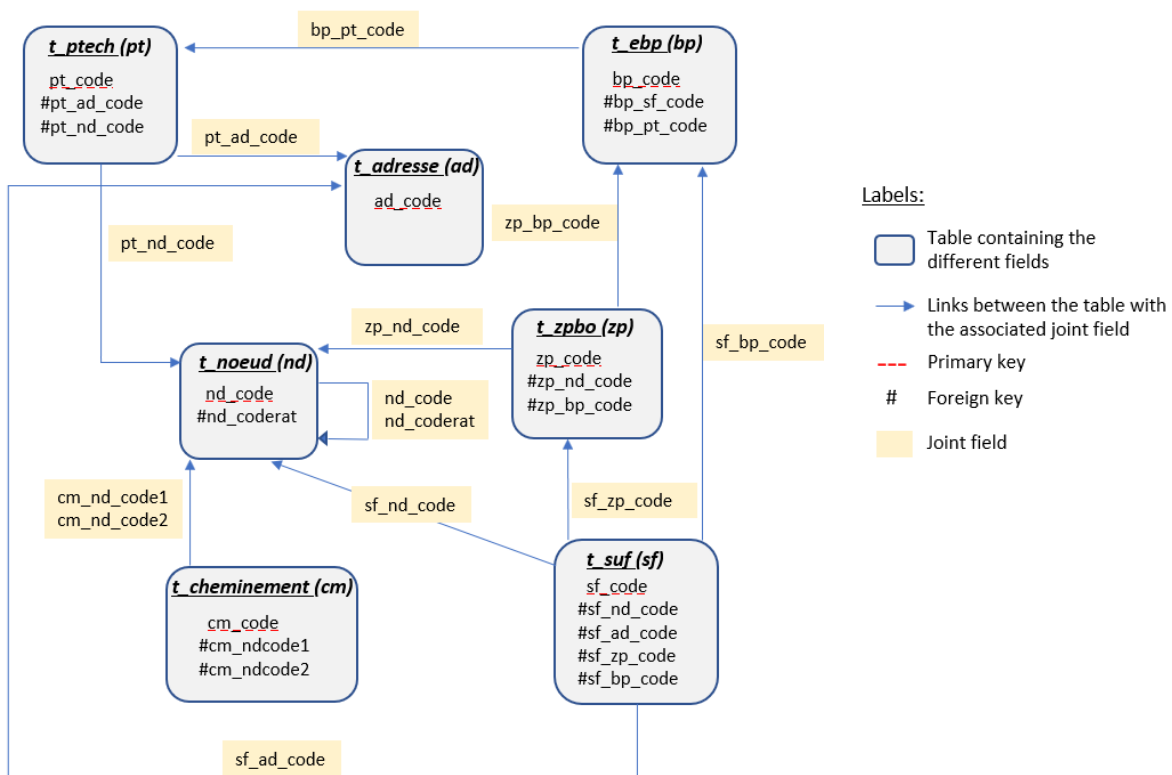 bp_pt_code
t_ptech (pt)
pt_code
#pt_ad_code
#pt_nd_code
t_ebp (bp)
bp_code
#bp_sf_code
#bp_pt_code
pt_ad_code
t_adresse (ad)
ad_code
pt_nd_code
zp_bp_code
Labels:
Table containing the
different fields
Links between the table with
the associated joint field
Primary key
# Foreign key
Joint field
zp_nd_code
t_zpbo (zp)
zp_code
#zp_nd_code
#zp_bp_code
sf_bp_code
t_noeud (nd)
nd_code
#nd_coderat
nd_code
nd_coderat
cm_nd_code1
cm_nd_code2
sf_nd_code
sf_zp_code
t_cheminement (cm)
cm_code
#cm_ndcode1
#cm_ndcode2
t_suf (sf)
sf_code
#sf_nd_code
#sf_ad_code
#sf_zp_code
#sf_bp_code
sf_ad_code